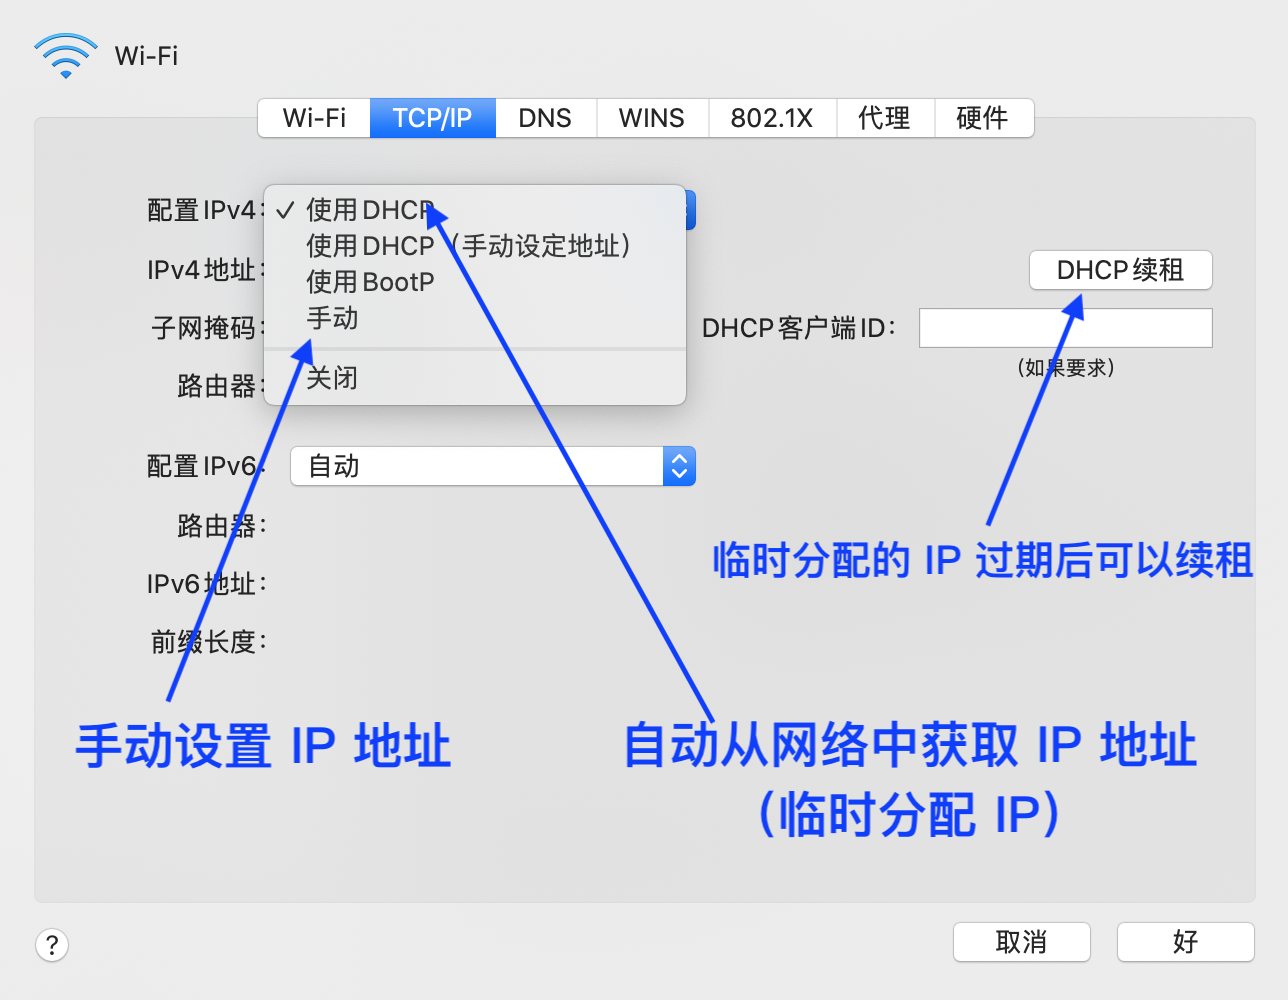 Wi-Fi
Wi-Fi TCP/IP DNS WINS 802.1X 代理 硬件
配置 IPv4: ✓ 使用 DHCP
使用 DHCP（手动设定地址）
IPv4 地址: DHCP 续租
使用 BootP
手动
子网掩码: DHCP 客户端 ID:
(如果要求)
路由器: 关闭
配置 IPv6: 自动
路由器:
临时分配的 IP 过期后可以续租
IPv6 地址:
前缀长度:
手动设置 IP 地址
自动从网络中获取 IP 地址
（临时分配 IP）
? 取消 好